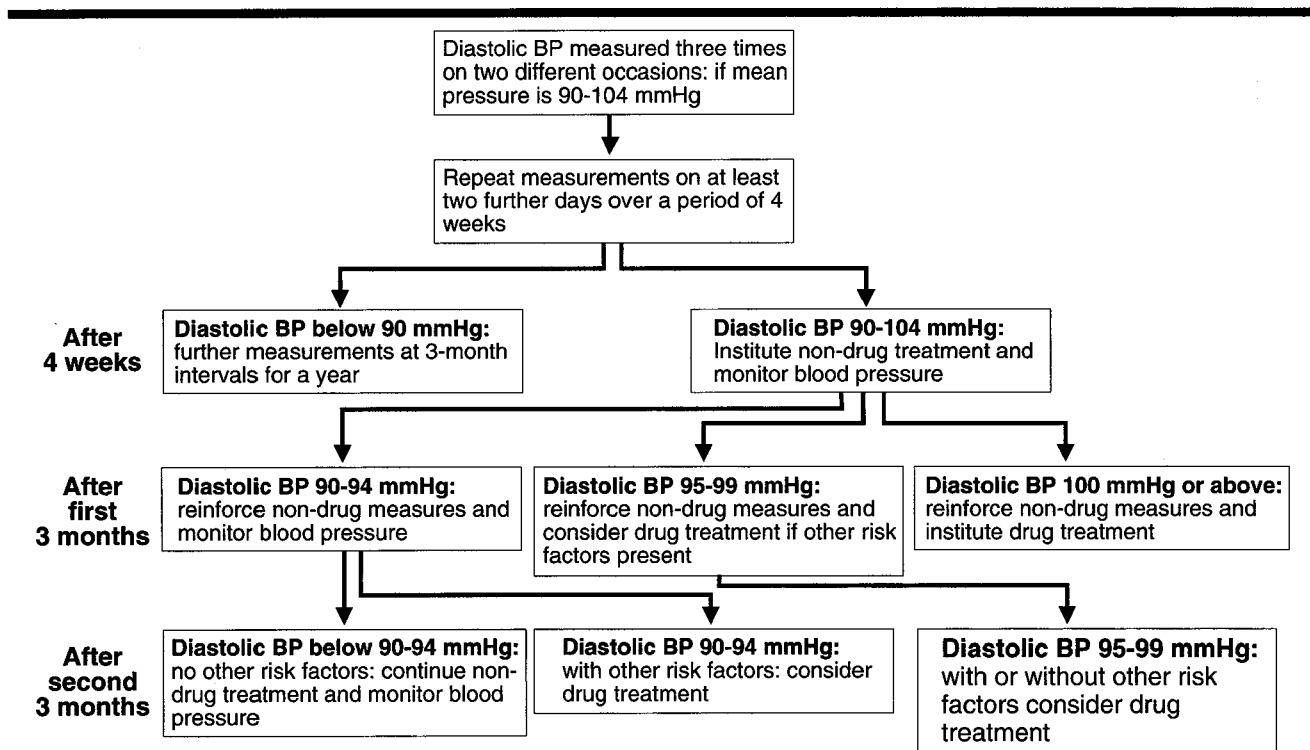 Diastolic BP measured three times
on two different occasions: if mean
pressure is 90-104 mmHg
Repeat measurements on at least
two further days over a period of 4
weeks
After
4 weeks
Diastolic BP below 90 mmHg:
further measurements at 3-month
intervals for a year
Diastolic BP 90-104 mmHg:
Institute non-drug treatment and
monitor blood pressure
After
first
3 months
Diastolic BP 90-94 mmHg:
reinforce non-drug measures and
monitor blood pressure
Diastolic BP 95-99 mmHg:
reinforce non-drug measures and
consider drug treatment if other risk
factors present
Diastolic BP 100 mmHg or above:
reinforce non-drug measures and
institute drug treatment
After
second
3 months
Diastolic BP below 90-94 mmHg:
no other risk factors: continue non-
drug treatment and monitor blood
pressure
Diastolic BP 90-94 mmHg:
with other risk factors: consider
drug treatment
Diastolic BP 95-99 mmHg:
with or without other risk
factors consider drug
treatment